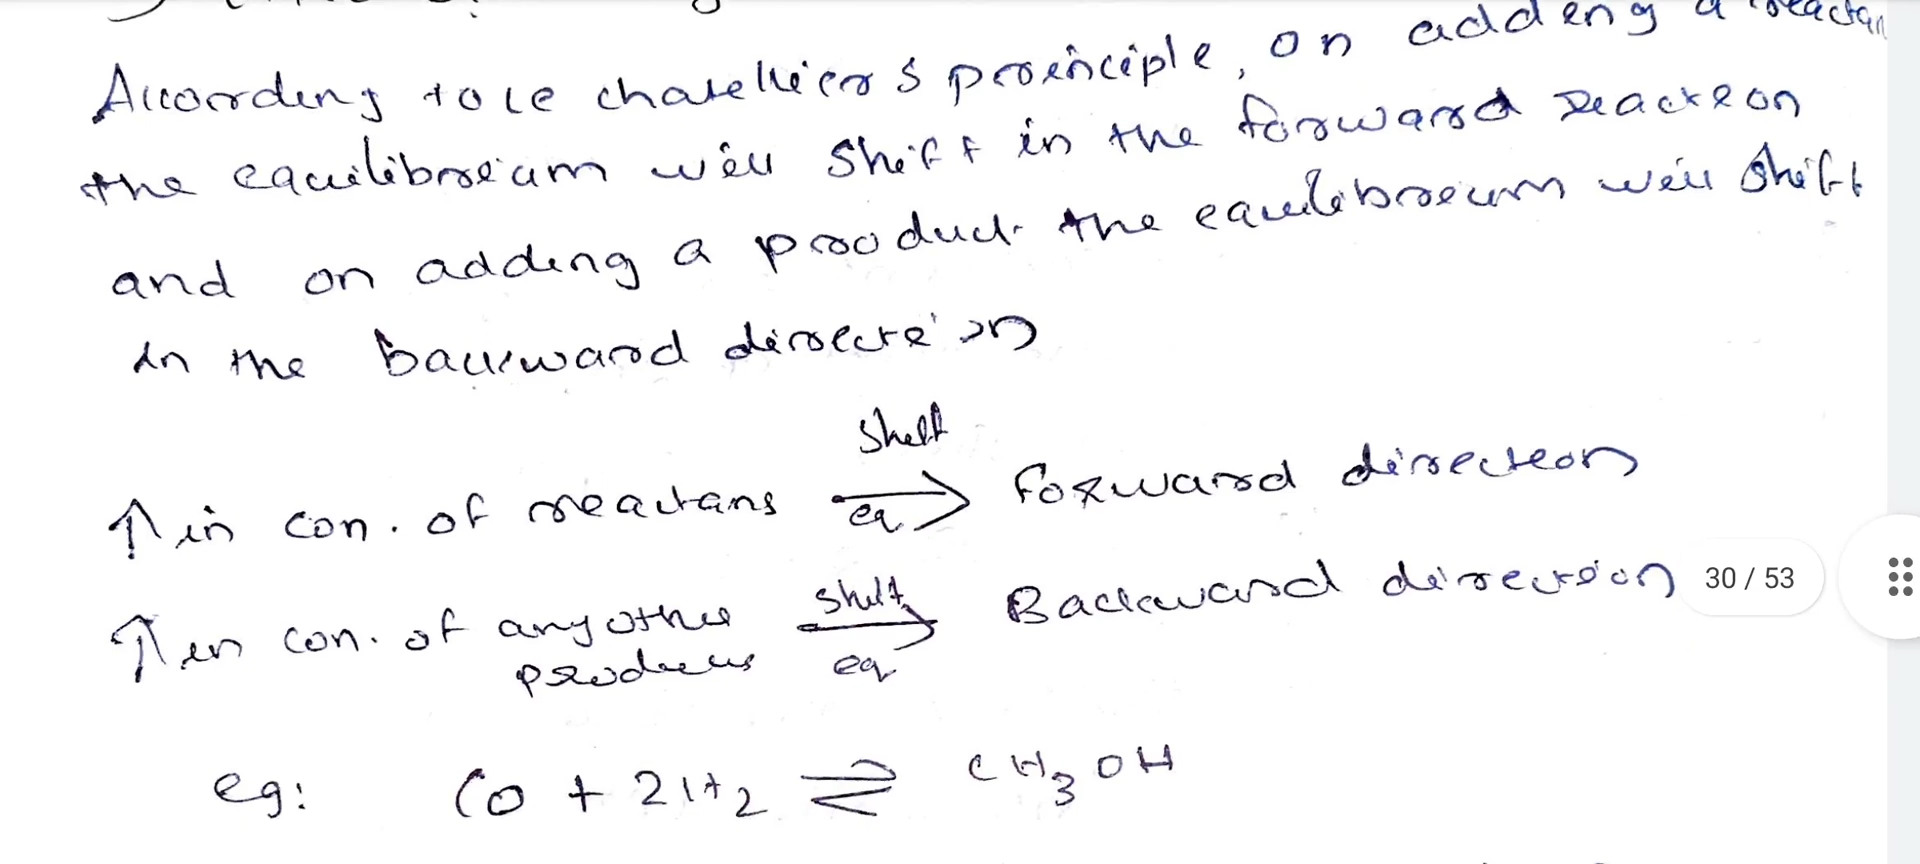 According to Le chatelliers principle, on adding a reactan
the equilibrium will shift in the forward reaction
and on adding a product the equilibrium will shift
in the Backward direction
shift
↑ in con. of reactans → forward direction
eq
↑ in con. of any other products shift → Backward direction
eq
30 / 53
eg: CO + 2H₂ ⇌ CH₃OH